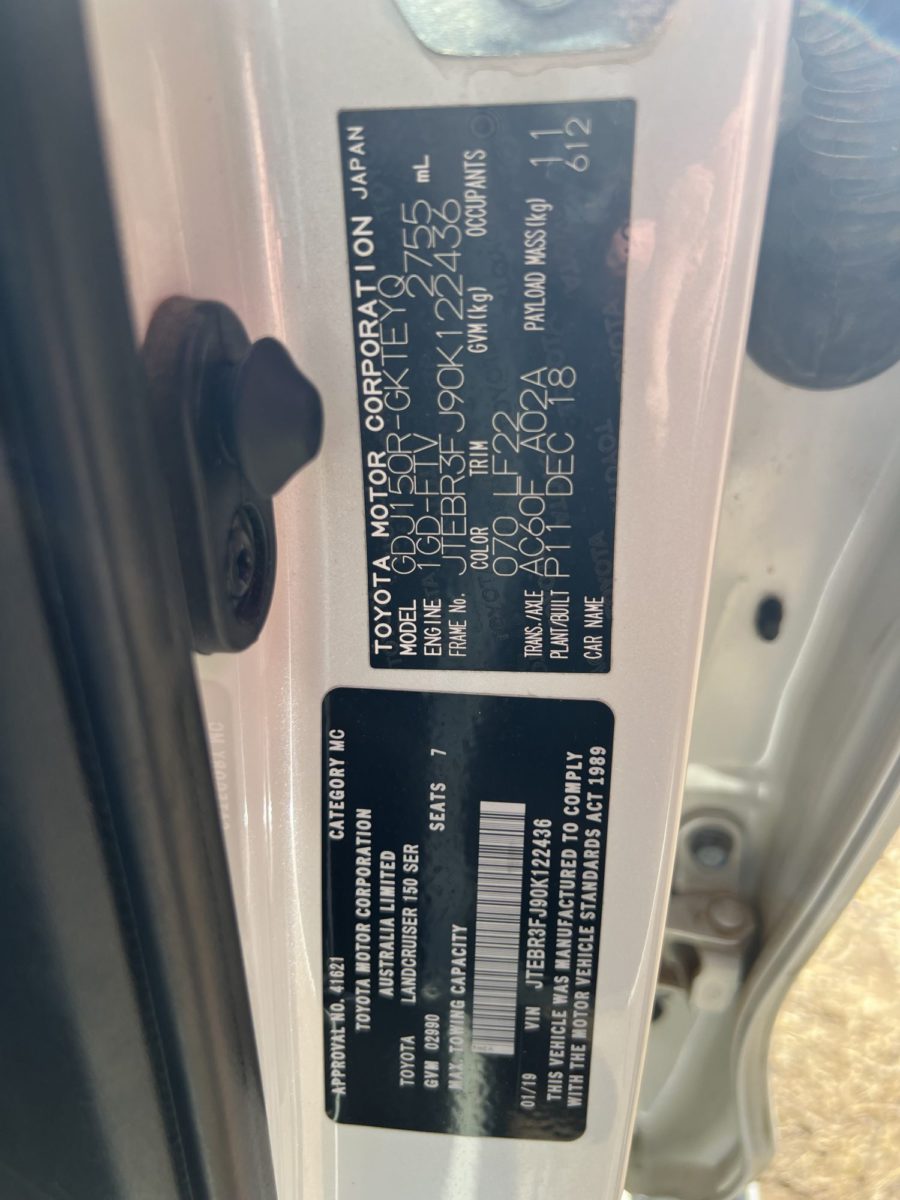 TOYOTA MOTOR CORPORATION JAPAN
MODEL GDJ150R-GKTEYQ
ENGINE 1GD-FTV 2755 mL
FRAME No. JTEBR3FJ90K122436
COLOR TRIM GVM(kg) OCCUPANTS
070 LF22
TRANS./AXLE AC60F A02A
PLANT/BUILT P11 DEC 18 PAYLOAD MASS(kg) 11
CAR NAME 612
APPROVAL NO. 41621 CATEGORY MC
TOYOTA MOTOR CORPORATION
AUSTRALIA LIMITED
TOYOTA LANDCRUISER 150 SER
GVM 02990 SEATS 7
MAX TOWING CAPACITY
01/19 VIN JTEBR3FJ90K122436
THIS VEHICLE WAS MANUFACTURED TO COMPLY
WITH THE MOTOR VEHICLE STANDARDS ACT 1989